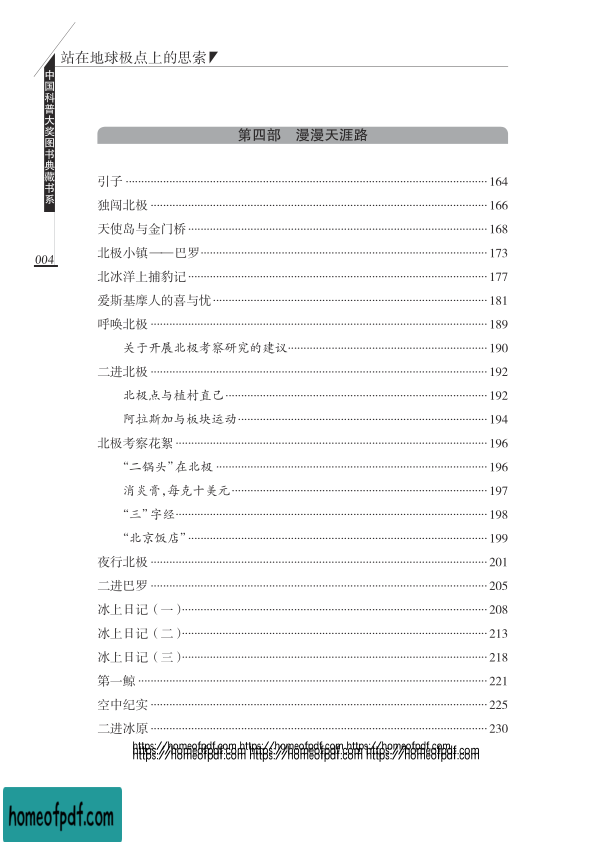 站在地球极点上的思索
中国科普大奖图书典藏书系
004
第四部 漫漫天涯路
引子 164
独闯北极 166
天使岛与金门桥 168
北极小镇——巴罗 173
北冰洋上捕豹记 177
爱斯基摩人的喜与忧 181
呼唤北极 189
关于开展北极考察研究的建议 190
二进北极 192
北极点与植村直己 192
阿拉斯加与板块运动 194
北极考察花絮 196
“二锅头”在北极 196
消炎膏，每克十美元 197
“三”字经 198
“北京饭店” 199
夜行北极 201
二进巴罗 205
冰上日记（一） 208
冰上日记（二） 213
冰上日记（三） 218
第一鲸 221
空中纪实 225
二进冰原 230
https://homeofpdf.com https://homeofpdf.com https://homeofpdf.com
https://homeofpdf.com https://homeofpdf.com https://homeofpdf.com
homeofpdf.com